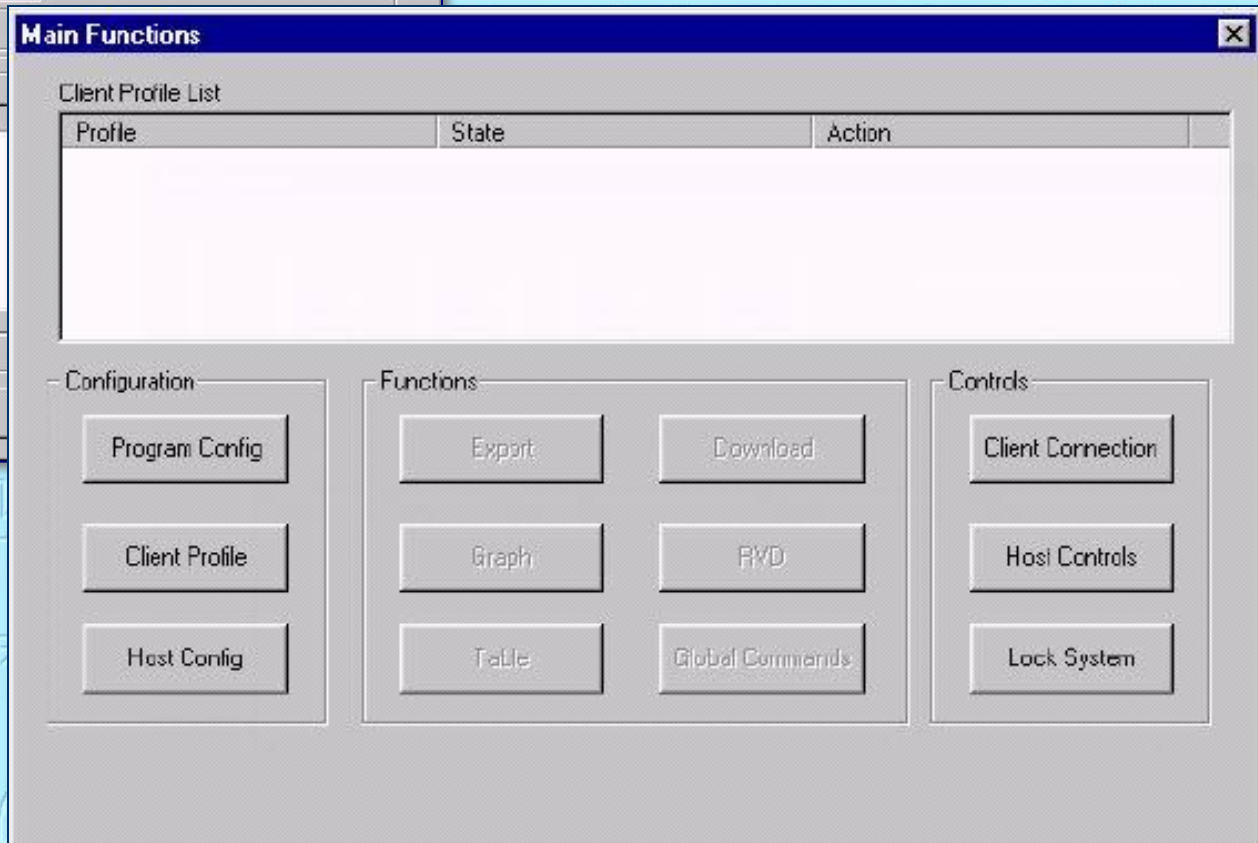 Main Functions
Client Profile List
Profile State Action
Configuration
Program Config
Client Profile
Host Config
Functions
Export Download
Graph RVD
Table Global Commands
Controls
Client Connection
Host Controls
Lock System